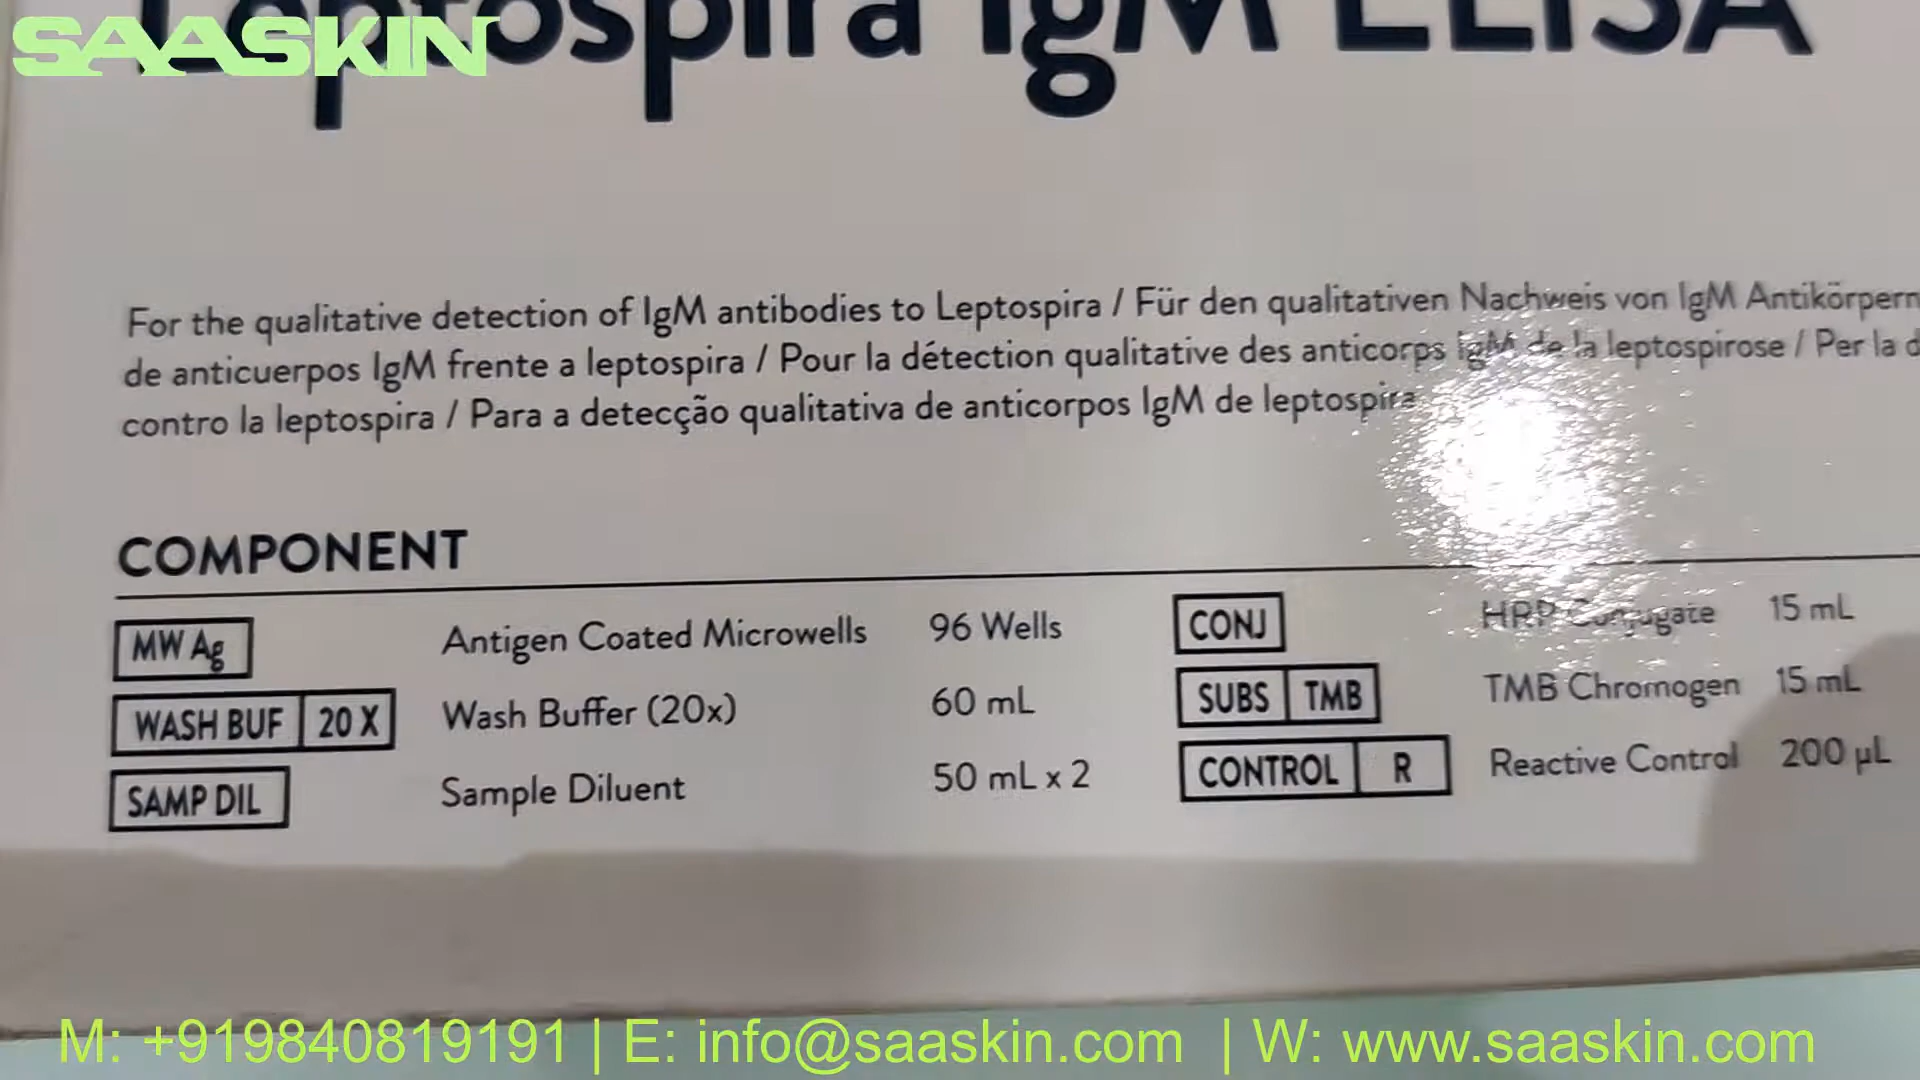 SAASKIN
Leptospira IgM ELISA
For the qualitative detection of IgM antibodies to Leptospira / Für den qualitativen Nachweis von IgM Antikörpern
de anticuerpos IgM frente a leptospira / Pour la détection qualitative des anticorps IgM de la leptospirose / Per la
contro la leptospira / Para a detecção qualitativa de anticorpos IgM de leptospira
COMPONENT
MW Ag Antigen Coated Microwells 96 Wells CONJ HRP Conjugate 15 mL
WASH BUF 20 X Wash Buffer (20x) 60 mL SUBS TMB TMB Chromogen 15 mL
SAMP DIL Sample Diluent 50 mL x 2 CONTROL R Reactive Control 200 µL
M: +919840819191 | E: info@saaskin.com | W: www.saaskin.com